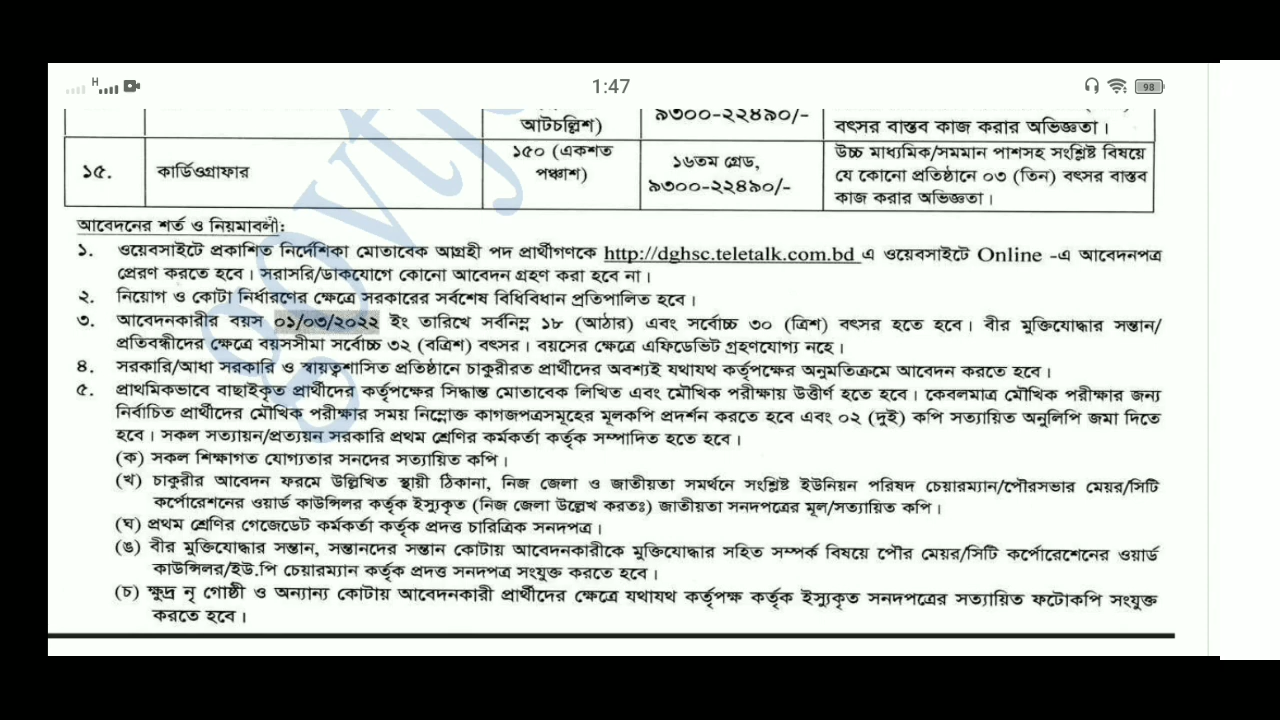 H
1:47
98
আটচল্লিশ)
৯৩০০-২২৪৯০/-
বৎসর বাস্তব কাজ করার অভিজ্ঞতা।
১৫. কার্ডিওগ্রাফার ১৫০ (একশত পঞ্চাশ) ১৬তম গ্রেড, ৯৩০০-২২৪৯০/- উচ্চ মাধ্যমিক/সমমান পাশসহ সংশ্লিষ্ট বিষয়ে
যে কোনো প্রতিষ্ঠানে ০৩ (তিন) বৎসর বাস্তব
কাজ করার অভিজ্ঞতা।
আবেদনের শর্ত ও নিয়মাবলী:
১. ওয়েবসাইটে প্রকাশিত নির্দেশিকা মোতাবেক আগ্রহী পদ প্রার্থীগণকে http://dghsc.teletalk.com.bd এ ওয়েবসাইটে Online -এ আবেদনপত্র
প্রেরণ করতে হবে। সরাসরি/ডাকযোগে কোনো আবেদন গ্রহণ করা হবে না।
২. নিয়োগ ও কোটা নির্ধারণের ক্ষেত্রে সরকারের সর্বশেষ বিধিবিধান প্রতিপালিত হবে।
৩. আবেদনকারীর বয়স ০১/০৩/২০২২ ইং তারিখে সর্বনিম্ন ১৮ (আঠার) এবং সর্বোচ্চ ৩০ (ত্রিশ) বৎসর হতে হবে। বীর মুক্তিযোদ্ধার সন্তান/
প্রতিবন্ধীদের ক্ষেত্রে বয়সসীমা সর্বোচ্চ ৩২ (বত্রিশ) বৎসর। বয়সের ক্ষেত্রে এফিডেভিট গ্রহণযোগ্য নহে।
৪. সরকারি/আধা সরকারি ও স্বায়ত্বশাসিত প্রতিষ্ঠানে চাকুরীরত প্রার্থীদের অবশ্যই যথাযথ কর্তৃপক্ষের অনুমতিক্রমে আবেদন করতে হবে।
৫. প্রাথমিকভাবে বাছাইকৃত প্রার্থীদের কর্তৃপক্ষের সিদ্ধান্ত মোতাবেক লিখিত এবং মৌখিক পরীক্ষায় উত্তীর্ণ হতে হবে। কেবলমাত্র মৌখিক পরীক্ষার জন্য
নির্বাচিত প্রার্থীদের মৌখিক পরীক্ষার সময় নিম্নোক্ত কাগজপত্রসমূহের মূলকপি প্রদর্শন করতে হবে এবং ০২ (দুই) কপি সত্যায়িত অনুলিপি জমা দিতে
হবে। সকল সত্যায়ন/প্রত্যয়ন সরকারি প্রথম শ্রেণির কর্মকর্তা কর্তৃক সম্পাদিত হতে হবে।
(ক) সকল শিক্ষাগত যোগ্যতার সনদের সত্যায়িত কপি।
(খ) চাকুরীর আবেদন ফরমে উল্লিখিত স্থায়ী ঠিকানা, নিজ জেলা ও জাতীয়তা সমর্থনে সংশ্লিষ্ট ইউনিয়ন পরিষদ চেয়ারম্যান/পৌরসভার মেয়র/সিটি
কর্পোরেশনের ওয়ার্ড কাউন্সিলর কর্তৃক ইস্যুকৃত (নিজ জেলা উল্লেখ করতঃ) জাতীয়তা সনদপত্রের মূল/সত্যায়িত কপি।
(ঘ) প্রথম শ্রেণির গেজেডেট কর্মকর্তা কর্তৃক প্রদত্ত চারিত্রিক সনদপত্র।
(ঙ) বীর মুক্তিযোদ্ধার সন্তান, সন্তানদের সন্তান কোটায় আবেদনকারীকে মুক্তিযোদ্ধার সহিত সম্পর্ক বিষয়ে পৌর মেয়র/সিটি কর্পোরেশেনের ওয়ার্ড
কাউন্সিলর/ইউ.পি চেয়ারম্যান কর্তৃক প্রদত্ত সনদপত্র সংযুক্ত করতে হবে।
(চ) ক্ষুদ্র নৃ গোষ্ঠী ও অন্যান্য কোটায় আবেদনকারী প্রার্থীদের ক্ষেত্রে যথাযথ কর্তৃপক্ষ কর্তৃক ইস্যুকৃত সনদপত্রের সত্যায়িত ফটোকপি সংযুক্ত
করতে হবে।